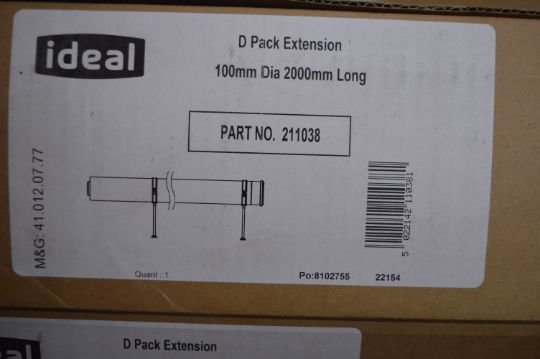 ideal
D Pack Extension
100mm Dia 2000mm Long
PART NO. 211038
M&G: 41.012.07.77
5 022142 110381
Quant : 1
Po:8102755
22154
deal
D Pack Extension